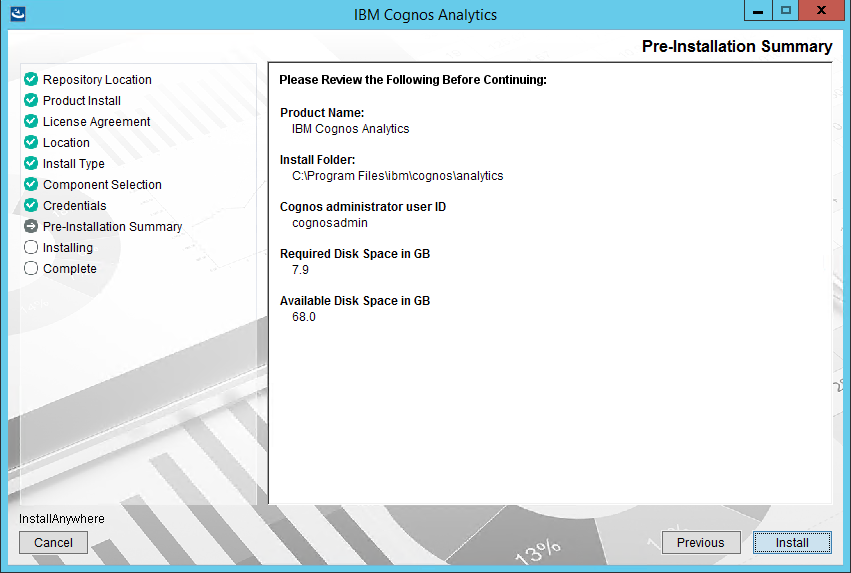 IBM Cognos Analytics
Pre-Installation Summary
Repository Location
Product Install
License Agreement
Location
Install Type
Component Selection
Credentials
Pre-Installation Summary
Installing
Complete
Please Review the Following Before Continuing:
Product Name:
IBM Cognos Analytics
Install Folder:
C:\Program Files\ibm\cognos\analytics
Cognos administrator user ID
cognosadmin
Required Disk Space in GB
7.9
Available Disk Space in GB
68.0
13%
InstallAnywhere
Cancel
Previous
Install